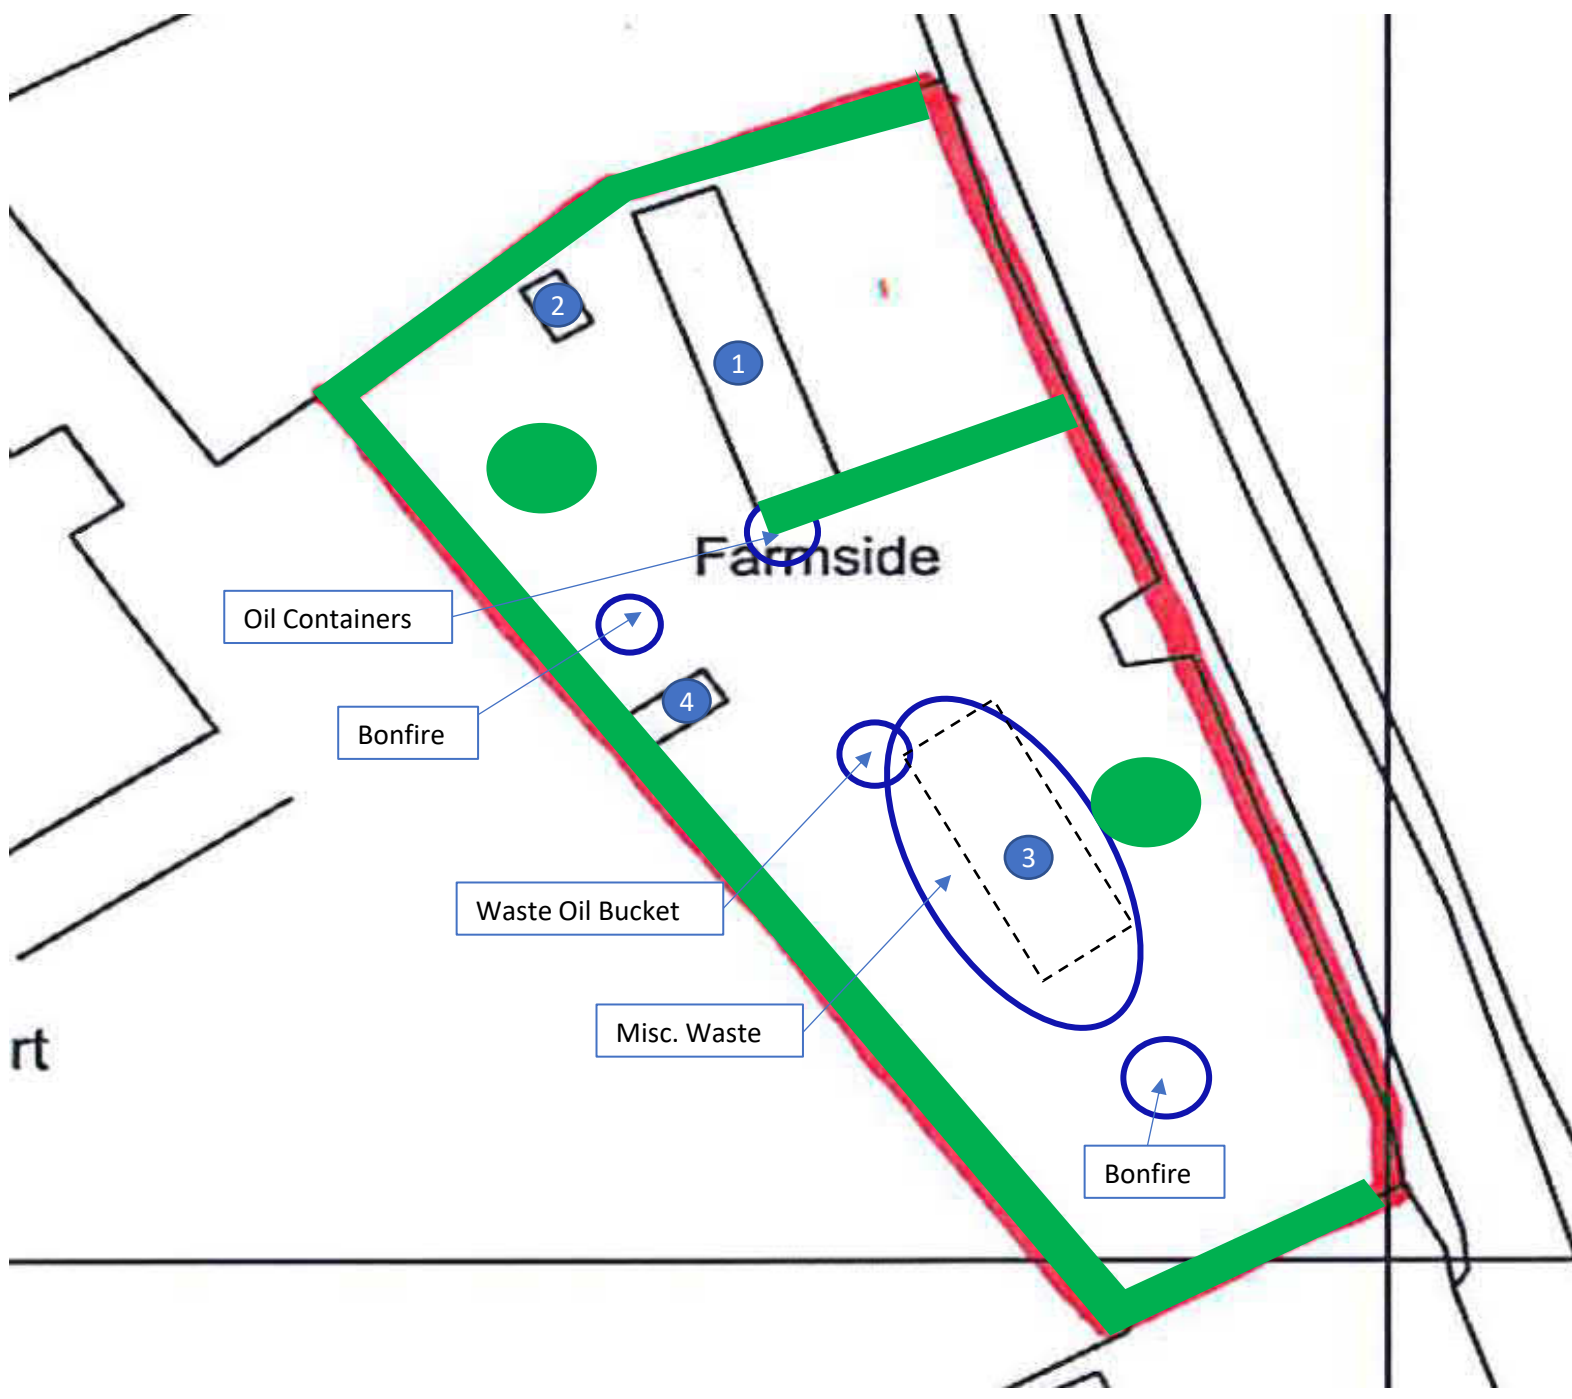 2
1
Farmside
Oil Containers
4
Bonfire
3
Waste Oil Bucket
Misc. Waste
rt
Bonfire